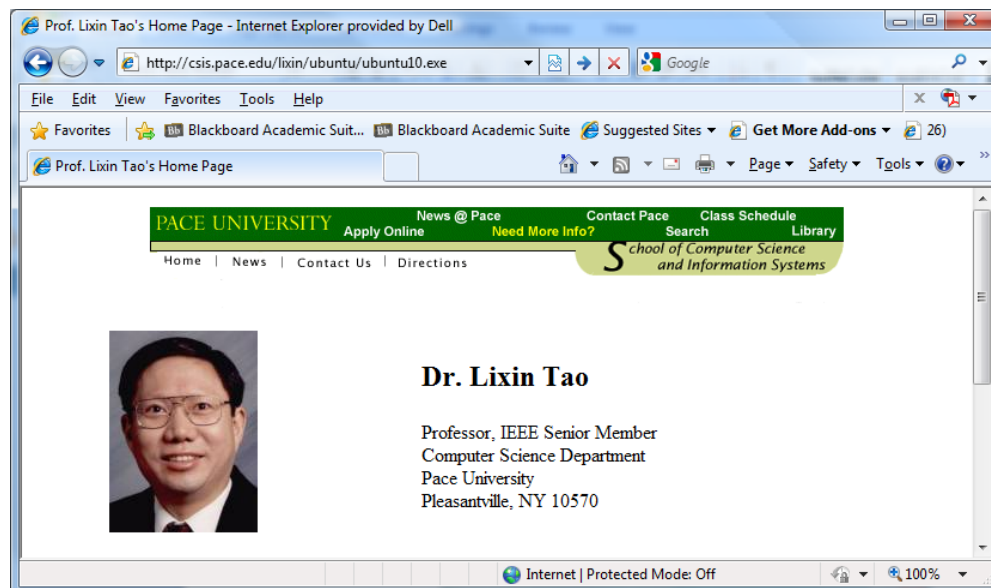 Prof. Lixin Tao's Home Page - Internet Explorer provided by Dell
http://csis.pace.edu/lixin/ubuntu/ubuntu10.exe
Google
File Edit View Favorites Tools Help
Favorites Bb Blackboard Academic Suit... Bb Blackboard Academic Suite Suggested Sites Get More Add-ons 26)
Prof. Lixin Tao's Home Page Page Safety Tools »
PACE UNIVERSITY News @ Pace Contact Pace Class Schedule
Apply Online Need More Info? Search Library
School of Computer Science
and Information Systems
Home | News | Contact Us | Directions
Dr. Lixin Tao
Professor, IEEE Senior Member
Computer Science Department
Pace University
Pleasantville, NY 10570
Internet | Protected Mode: Off 100%